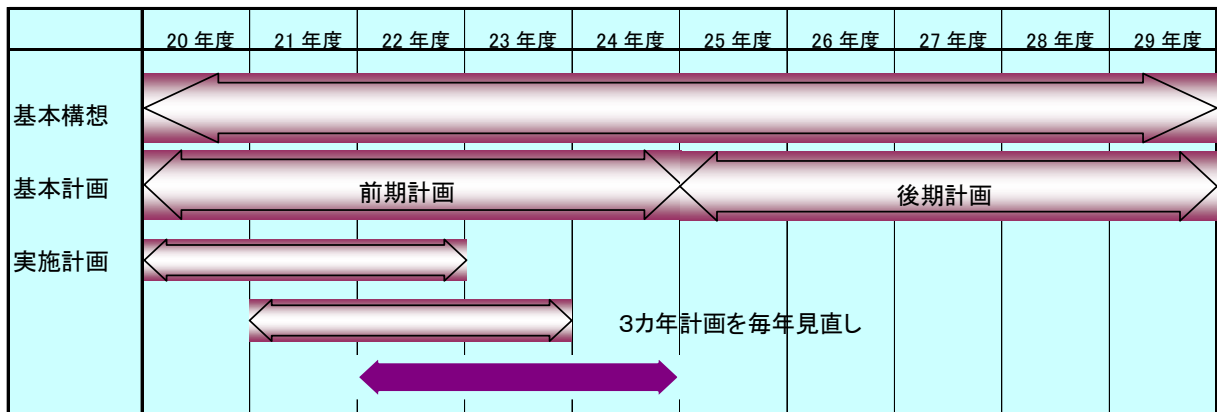 20 年度 21 年度 22 年度 23 年度 24 年度 25 年度 26 年度 27 年度 28 年度 29 年度
基本構想
基本計画 前期計画 後期計画
実施計画
3カ年計画を毎年見直し